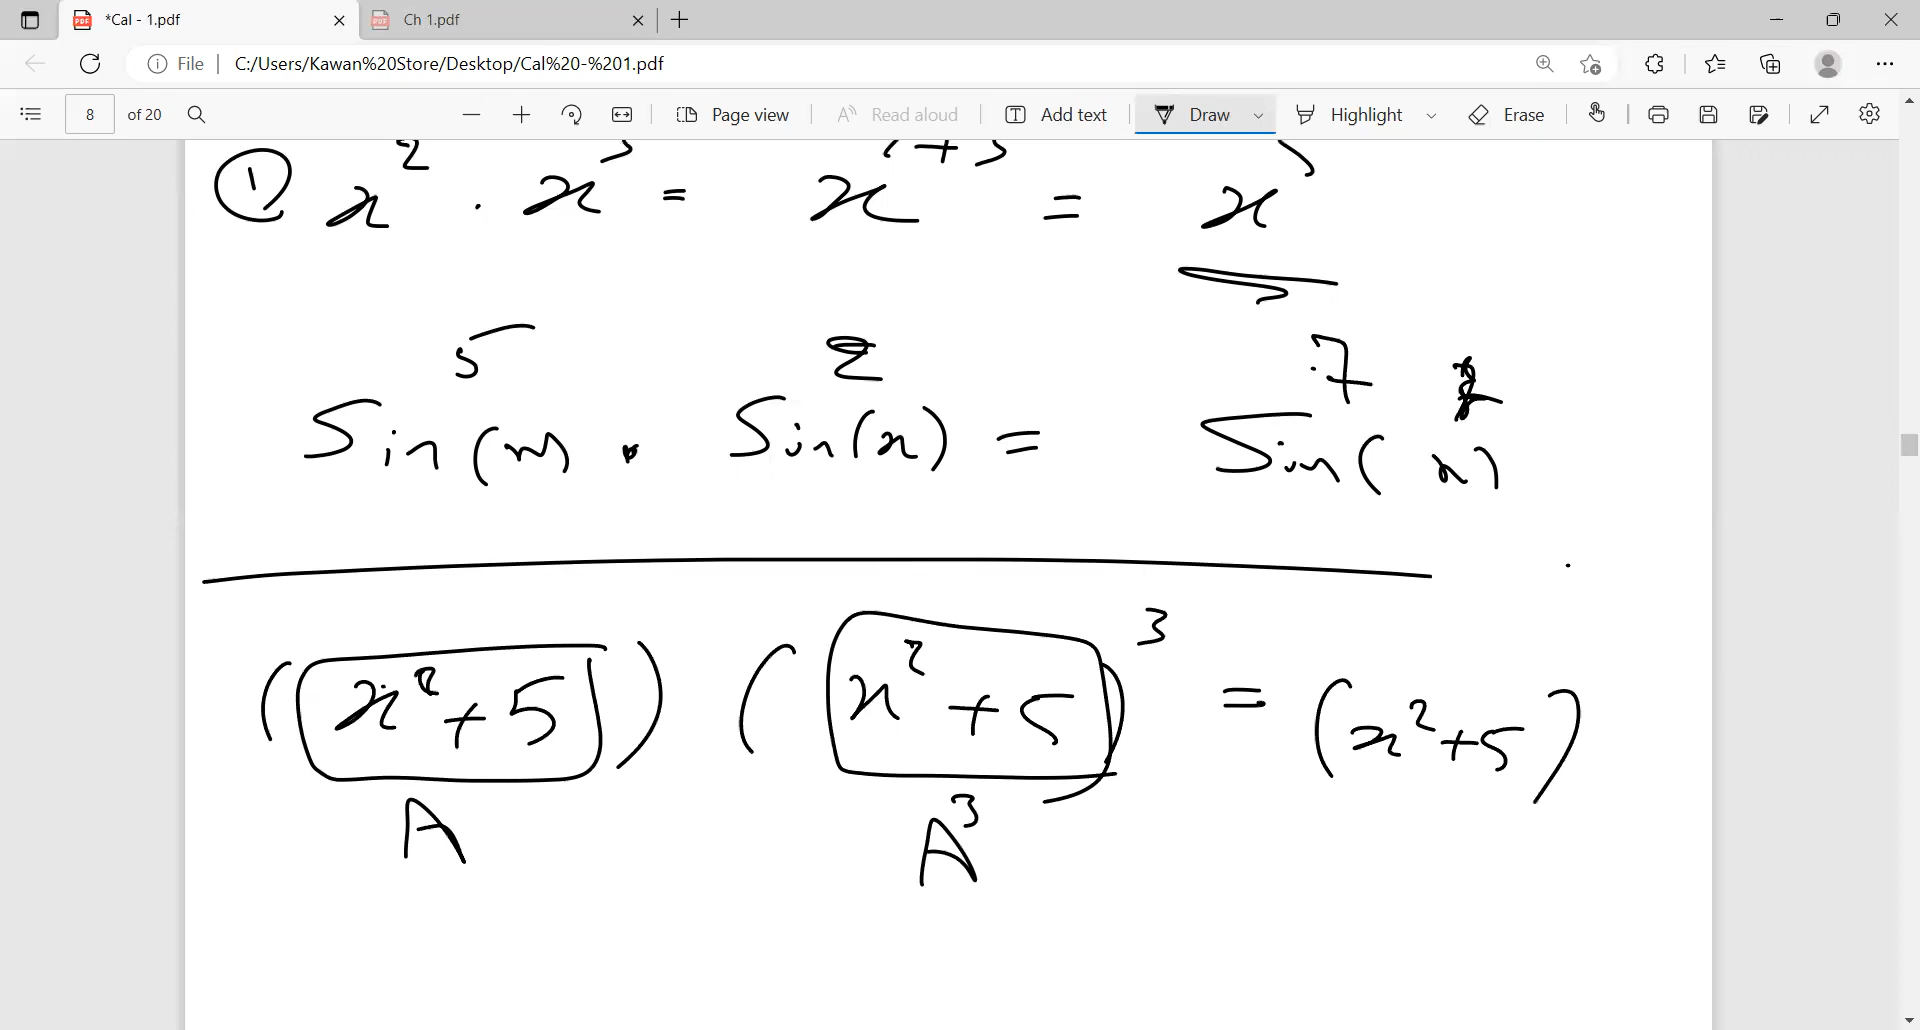 *Cal - 1.pdf
Ch 1.pdf
File
C:/Users/Kawan%20Store/Desktop/Cal%20-%201.pdf
8 of 20
Page view
Read aloud
Add text
Draw
Highlight
Erase
① x² · x³ = x²⁺³ = x⁵
Sin⁵(x) · Sin²(x) = Sin⁷(x)
(x²+5) (x²+5)³ = (x²+5)
A A³